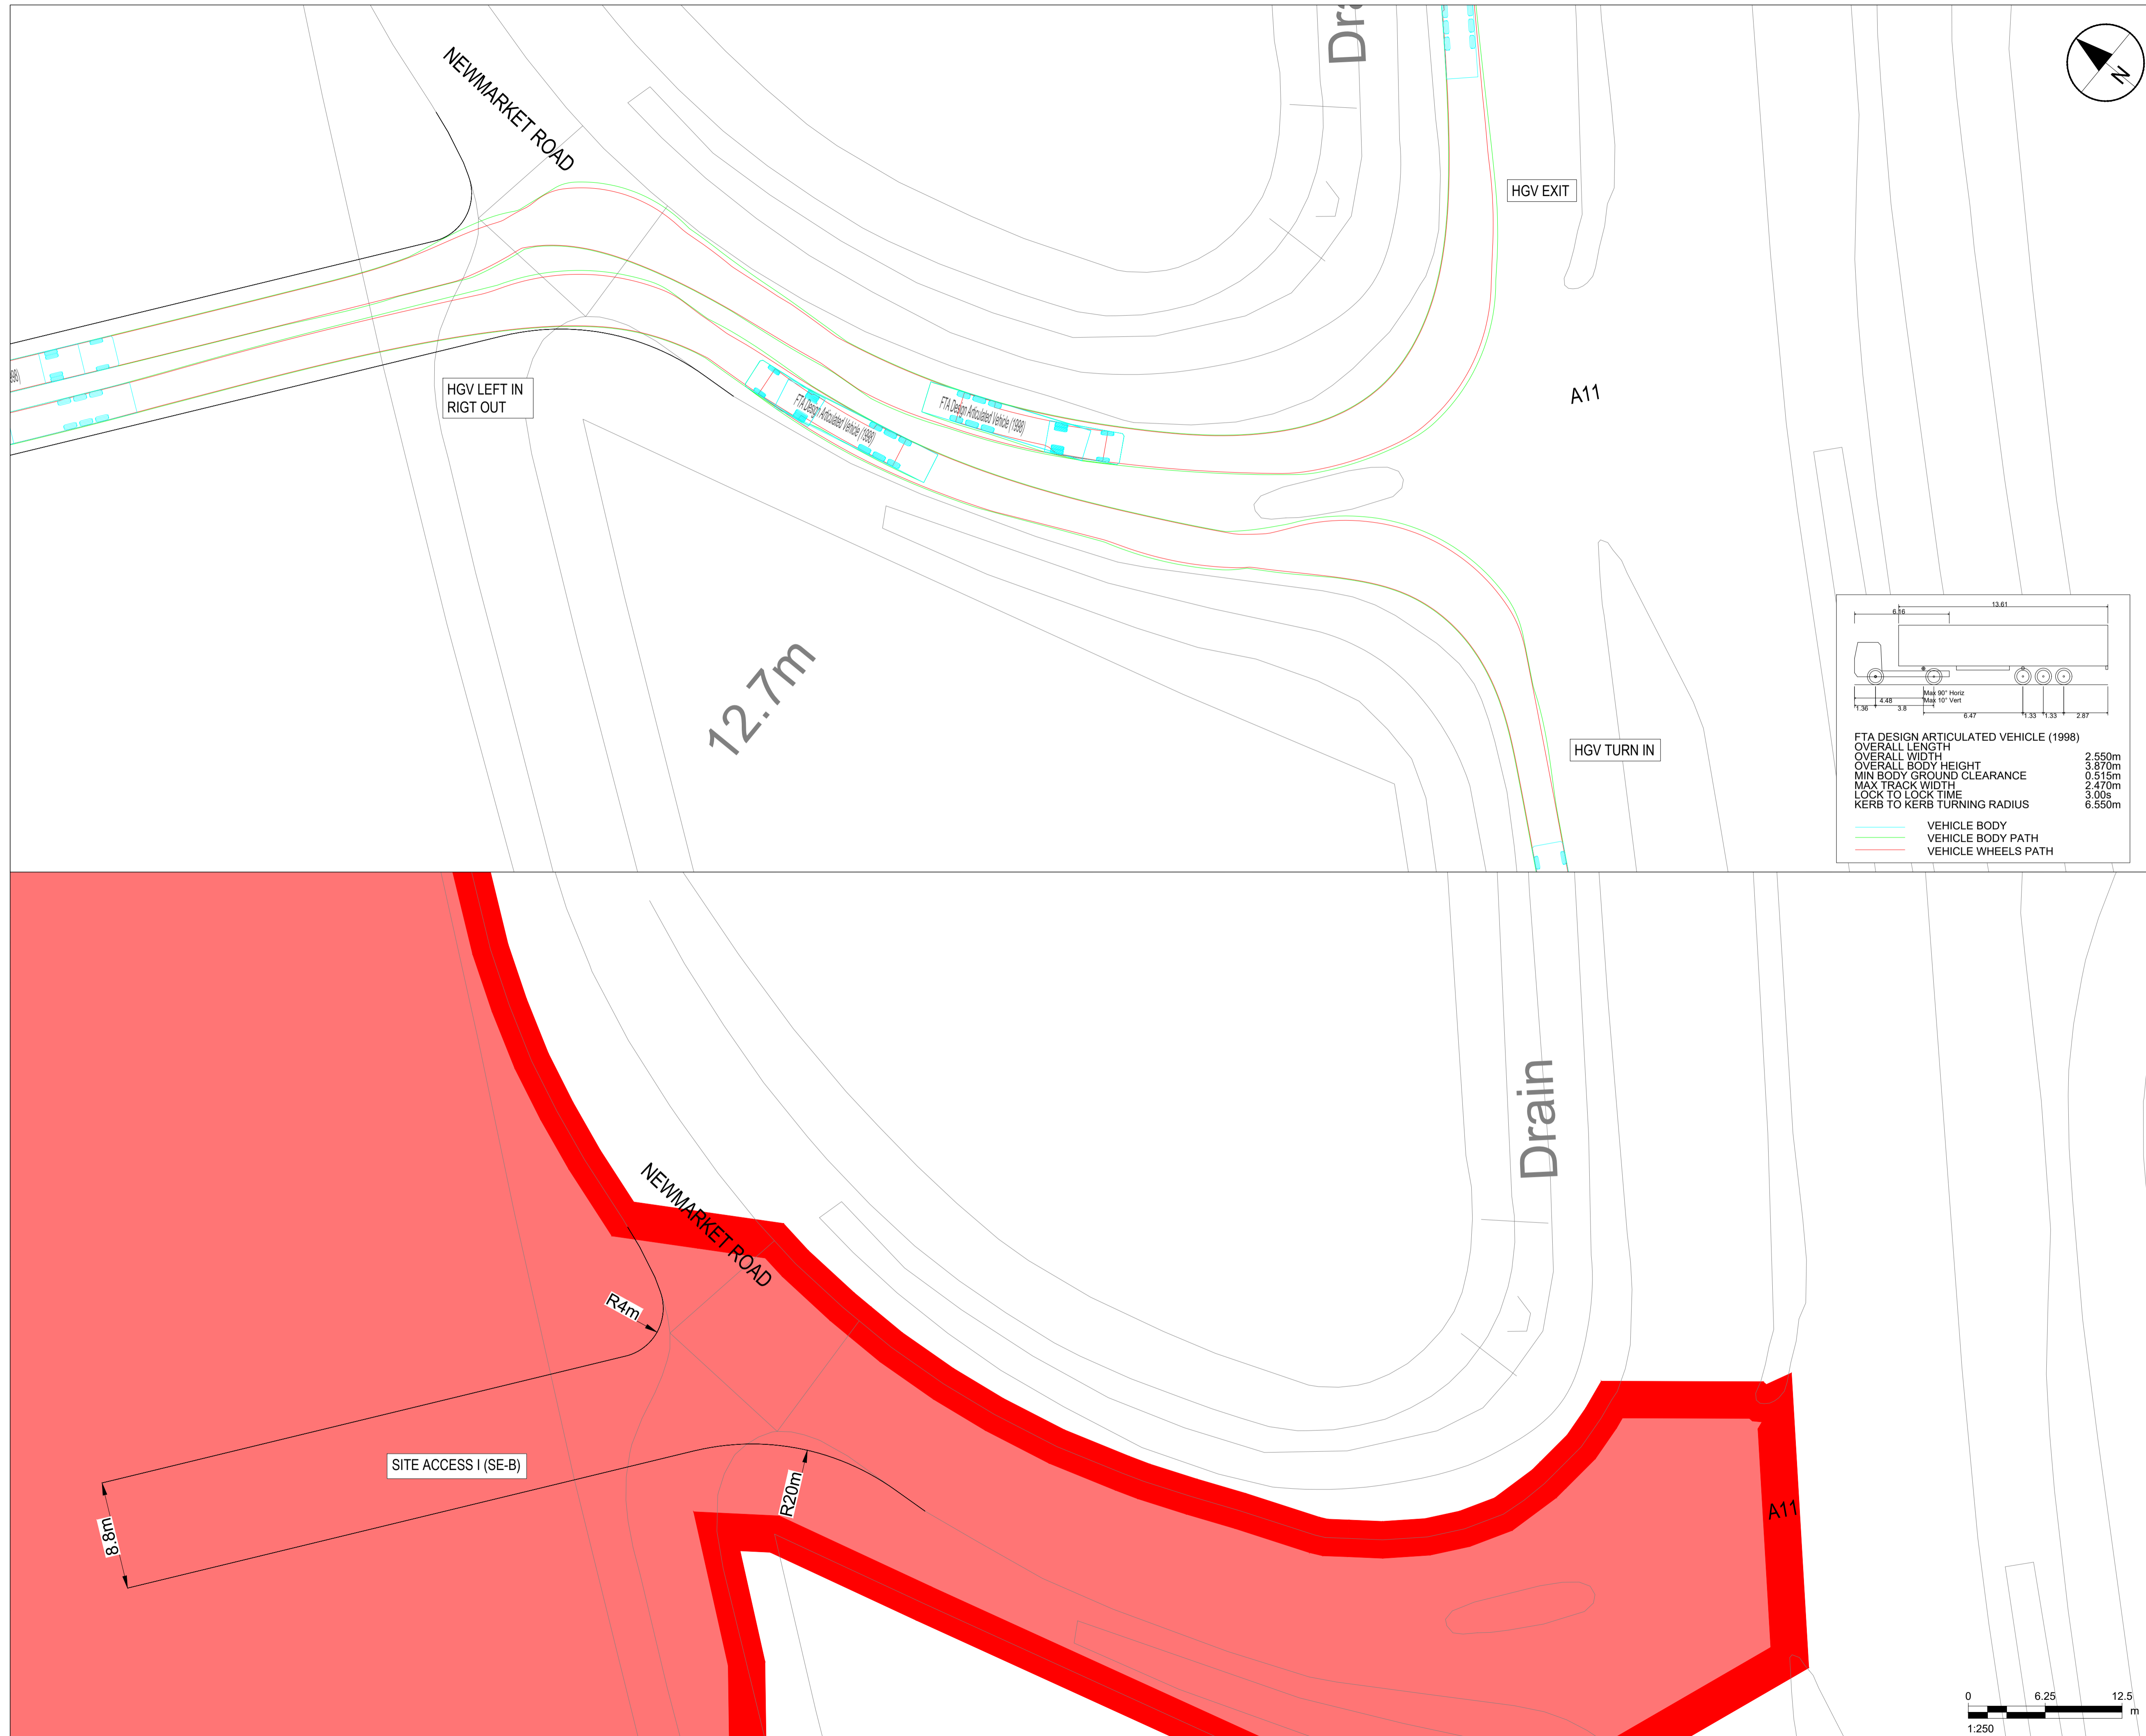 Drain
N
NEWMARKET ROAD
HGV EXIT
998)
HGV LEFT IN
RIGT OUT
FTA Design Articulated Vehicle (1998)
FTA Design Articulated Vehicle (1998)
A11
12.7m
HGV TURN IN
13.61
6.16
Max 90° Horiz
Max 10° Vert
1.36
4.48
3.8
6.47
1.33
1.33
2.87
FTA DESIGN ARTICULATED VEHICLE (1998)
OVERALL LENGTH
OVERALL WIDTH 2.550m
OVERALL BODY HEIGHT 3.870m
MIN BODY GROUND CLEARANCE 0.515m
MAX TRACK WIDTH 2.470m
LOCK TO LOCK TIME 3.00s
KERB TO KERB TURNING RADIUS 6.550m
VEHICLE BODY
VEHICLE BODY PATH
VEHICLE WHEELS PATH
NEWMARKET ROAD
Drain
R4m
SITE ACCESS I (SE-B)
R20m
8.8m
A11
0 6.25 12.5
m
1:250